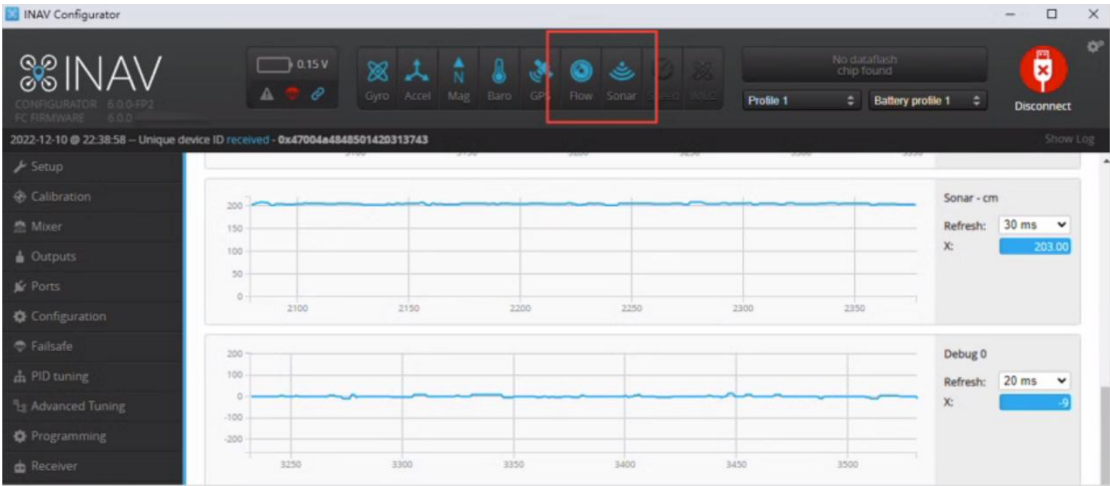 INAV Configurator
INAV
CONFIGURATOR 6.0.0-FP2
FC FIRMWARE 6.0.0
0.15 V
Gyro Accel Mag Baro GPS Flow Sonar
No dataflash
chip found
Profile 1
Battery profile 1
Disconnect
2022-12-10 @ 22:38:58 -- Unique device ID received - 0x47004a4848501420313743
Show Log
Setup
Calibration
Mixer
Outputs
Ports
Configuration
Failsafe
PID tuning
Advanced Tuning
Programming
Receiver
200
150
100
50
0
2100 2150 2200 2250 2300 2350
Sonar - cm
Refresh: 30 ms
X: 203.00
200
100
0
-100
-200
3250 3300 3350 3400 3450 3500
Debug 0
Refresh: 20 ms
X: -9